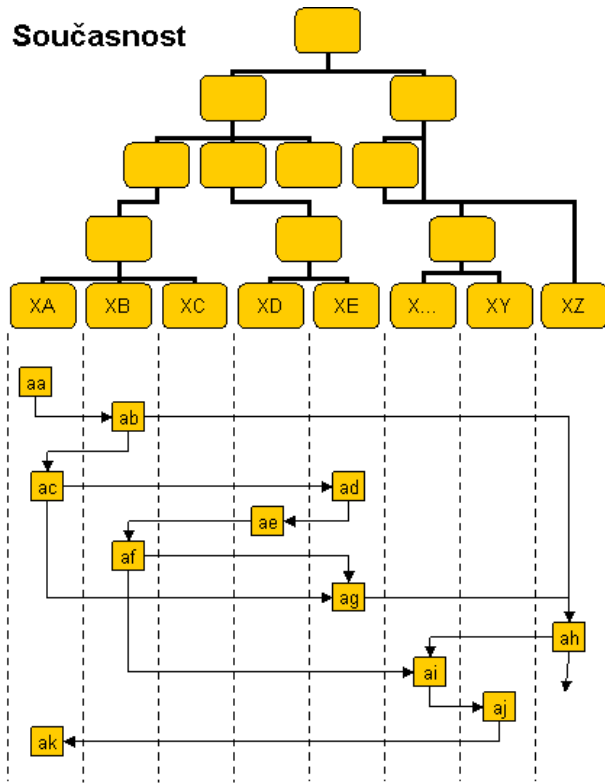 Současnost
XA XB XC XD XE X... XY XZ
aa
ab
ac ad
ae
af
ag
ah
ai
aj
ak